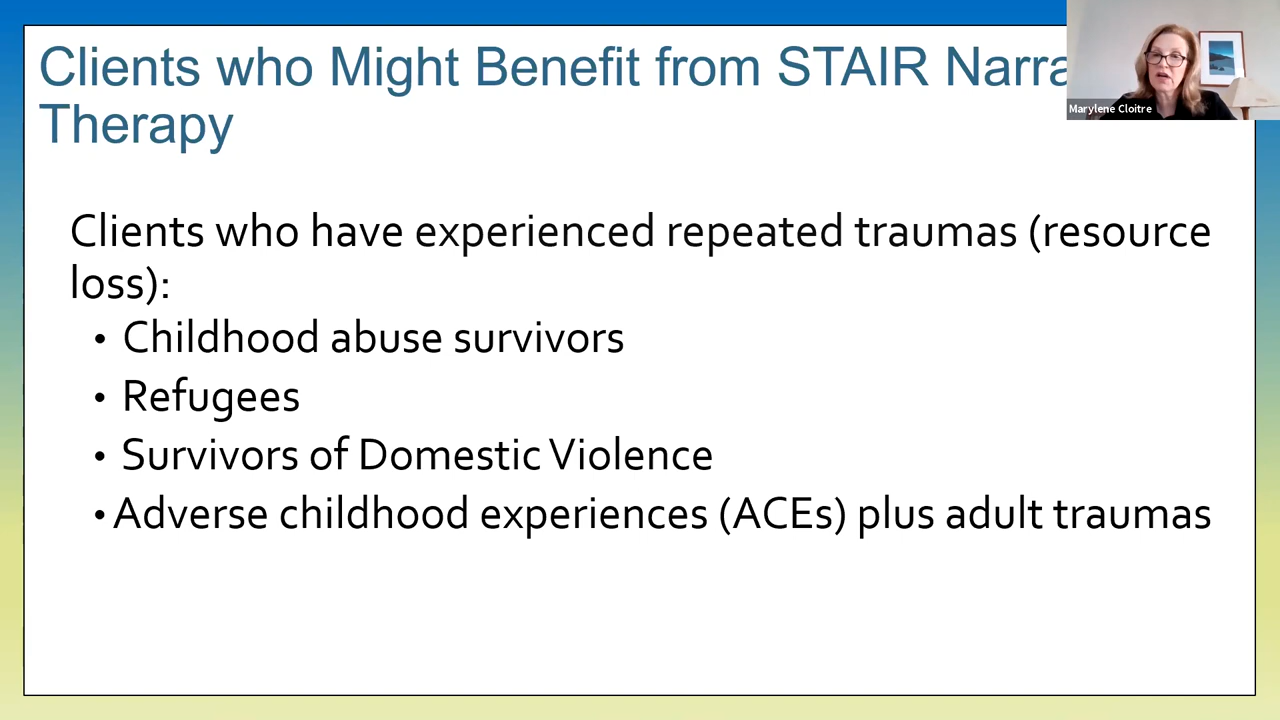 Clients who Might Benefit from STAIR
Therapy
Marylene Cloitre
Clients who have experienced repeated traumas (resource
loss):
• Childhood abuse survivors
• Refugees
• Survivors of Domestic Violence
• Adverse childhood experiences (ACEs) plus adult traumas